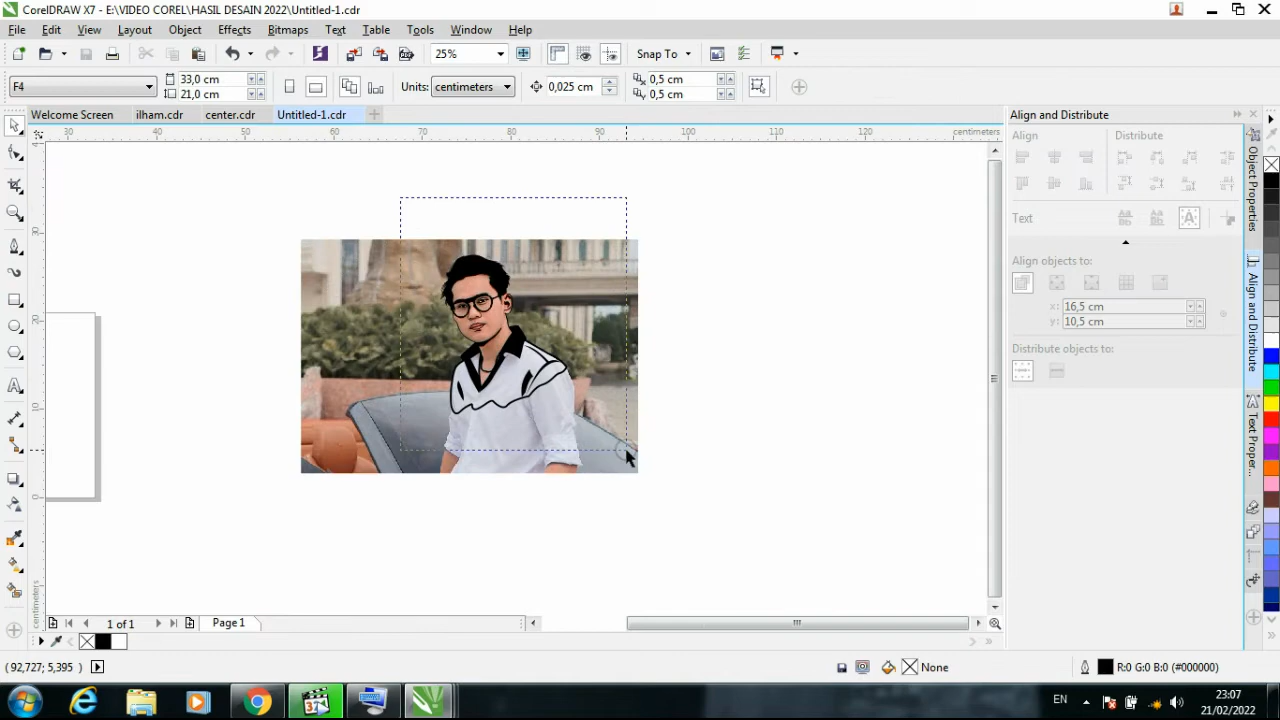 CorelDRAW X7 - E:\VIDEO COREL\HASIL DESAIN 2022\Untitled-1.cdr
File Edit View Layout Object Effects Bitmaps Text Table Tools Window Help
25% Snap To
F4 33,0 cm 21,0 cm Units: centimeters 0,025 cm 0,5 cm 0,5 cm
Welcome Screen ilham.cdr center.cdr Untitled-1.cdr
30 50 60 70 80 90 100 110 120 centimeters
Align and Distribute
Align Distribute
Text
Align objects to:
x: 16,5 cm
y: 10,5 cm
Distribute objects to:
Object Properties
Align and Distribute
Text Proper...
30
20
10
0
centimeters
1 of 1 Page 1
(92,727; 5,395) None R:0 G:0 B:0 (#000000)
EN 23:07
21/02/2022